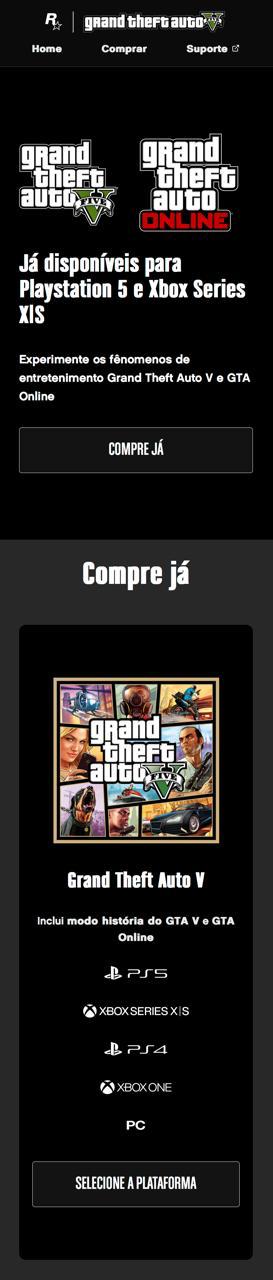 R
grand theft auto V FIVE
Home
Comprar
Suporte
grand theft auto V FIVE
grand theft auto ONLINE
Já disponíveis para
Playstation 5 e Xbox Series
X|S
Experimente os fênomenos de
entretenimento Grand Theft Auto V e GTA
Online
COMPRE JÁ
Compre já
grand
theft
auto V
FIVE
Grand Theft Auto V
Inclui modo história do GTA V e GTA
Online
PS5
XBOX SERIES X|S
PS4
XBOX ONE
PC
SELECIONE A PLATAFORMA